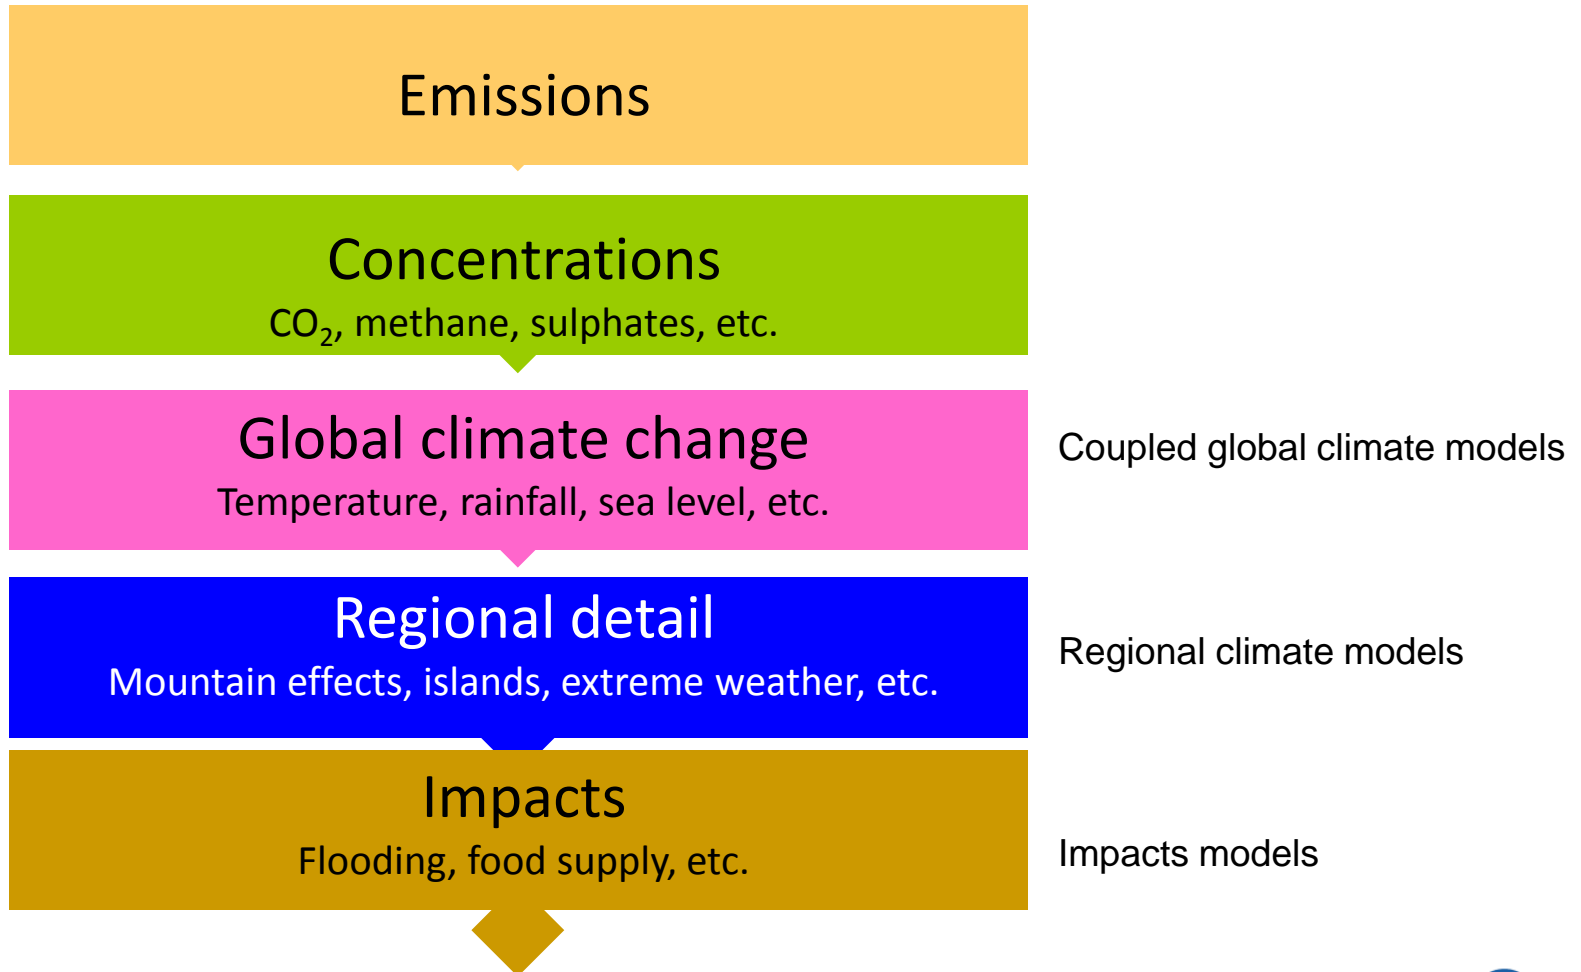 Emissions
Concentrations
CO₂, methane, sulphates, etc.
Global climate change
Temperature, rainfall, sea level, etc.
Coupled global climate models
Regional detail
Mountain effects, islands, extreme weather, etc.
Regional climate models
Impacts
Flooding, food supply, etc.
Impacts models